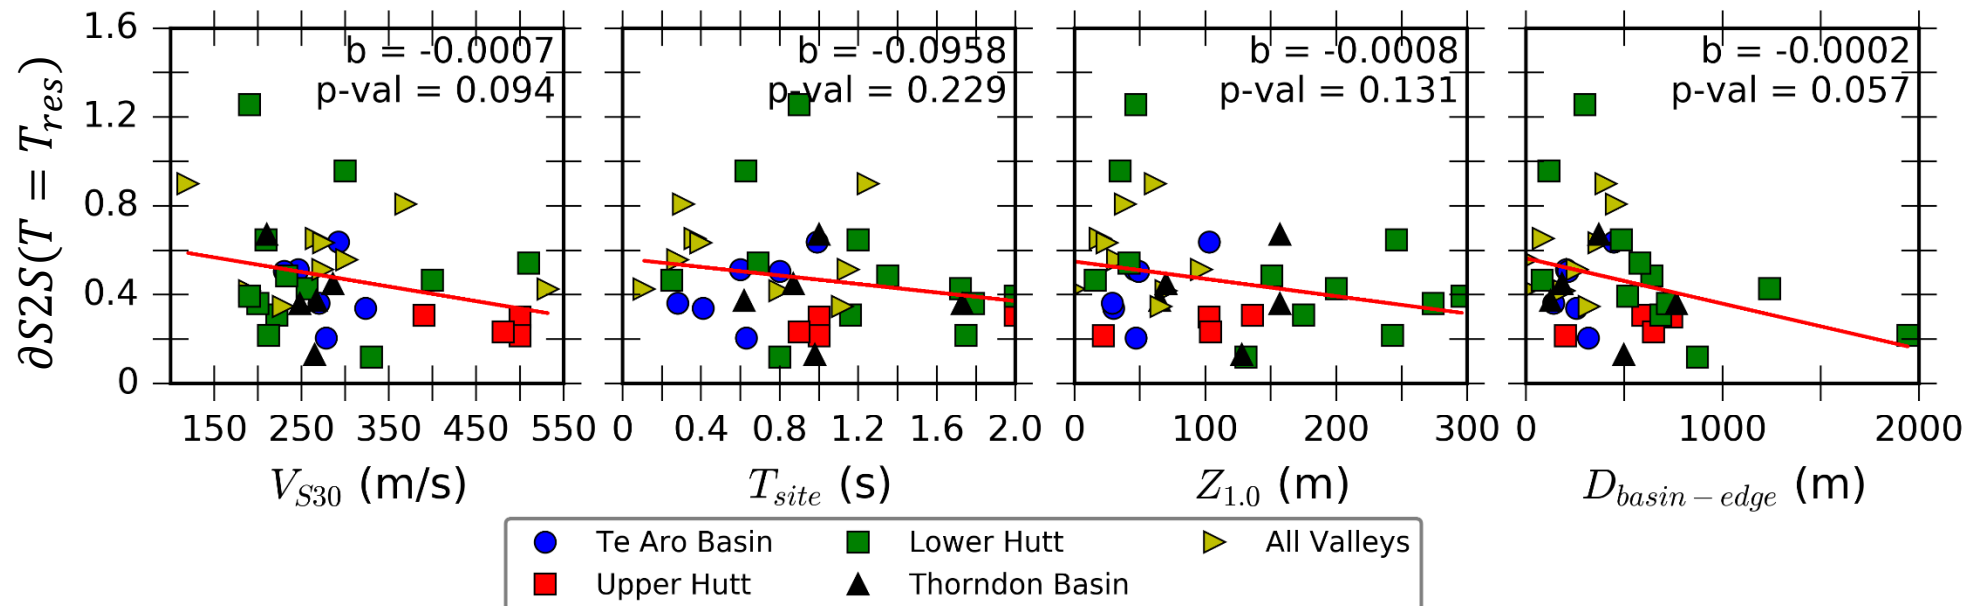 ∂S2S(T = T_res)
1.6
1.2
0.8
0.4
0
b = -0.0007
p-val = 0.094
150 250 350 450 550
V_S30 (m/s)
b = -0.0958
p-val = 0.229
0 0.4 0.8 1.2 1.6 2.0
T_site (s)
b = -0.0008
p-val = 0.131
0 100 200 300
Z_1.0 (m)
b = -0.0002
p-val = 0.057
0 1000 2000
D_basin-edge (m)
Te Aro Basin Lower Hutt All Valleys
Upper Hutt Thorndon Basin